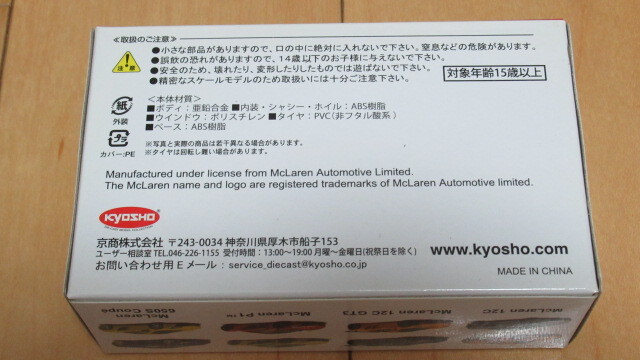 ≪取扱のご注意≫
注意
●小さな部品がありますので、口の中に絶対に入れないで下さい。窒息などの危険があります。
●誤飲の恐れがありますので、14歳以下のお子様に与えないで下さい。
●安全のため、壊れたり、変形したりしたものでは遊ばないで下さい。
●精密なスケールモデルのため取扱いには十分ご注意下さい。
対象年齢15歳以上
紙
外装
プラ
カバー:PE
＜本体材質＞
■ボディ：亜鉛合金 ■内装・シャシー・ホイル：ABS樹脂
■ウインドウ：ポリスチレン ■タイヤ：PVC(非フタル酸系)
■ベース：ABS樹脂
※写真と実際の商品は若干異なる場合があります。
※タイヤは回転し難い場合があります。
Manufactured under license from McLaren Automotive Limited.
The McLaren name and logo are registered trademarks of McLaren Automotive limited.
KYOSHO
京商株式会社 〒243-0034 神奈川県厚木市船子153
ユーザー相談室 TEL.046-226-1155 受付時間：13:00～19:00 月曜～金曜日(祝祭日を除く)
お問い合わせ用Eメール：service_diecast@kyosho.co.jp
www.kyosho.com
MADE IN CHINA
McLaren 12C
McLaren 12C GT3
McLaren P1™
McLaren
650S Coupé